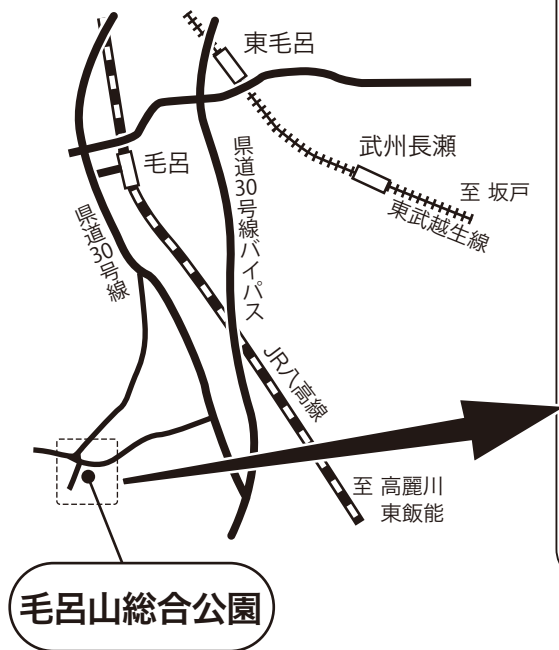 東毛呂
武州長瀬
毛呂
至 坂戸
東武越生線
県道30号線
県道30号線バイパス
JR八高線
至 高麗川
東飯能
毛呂山総合公園